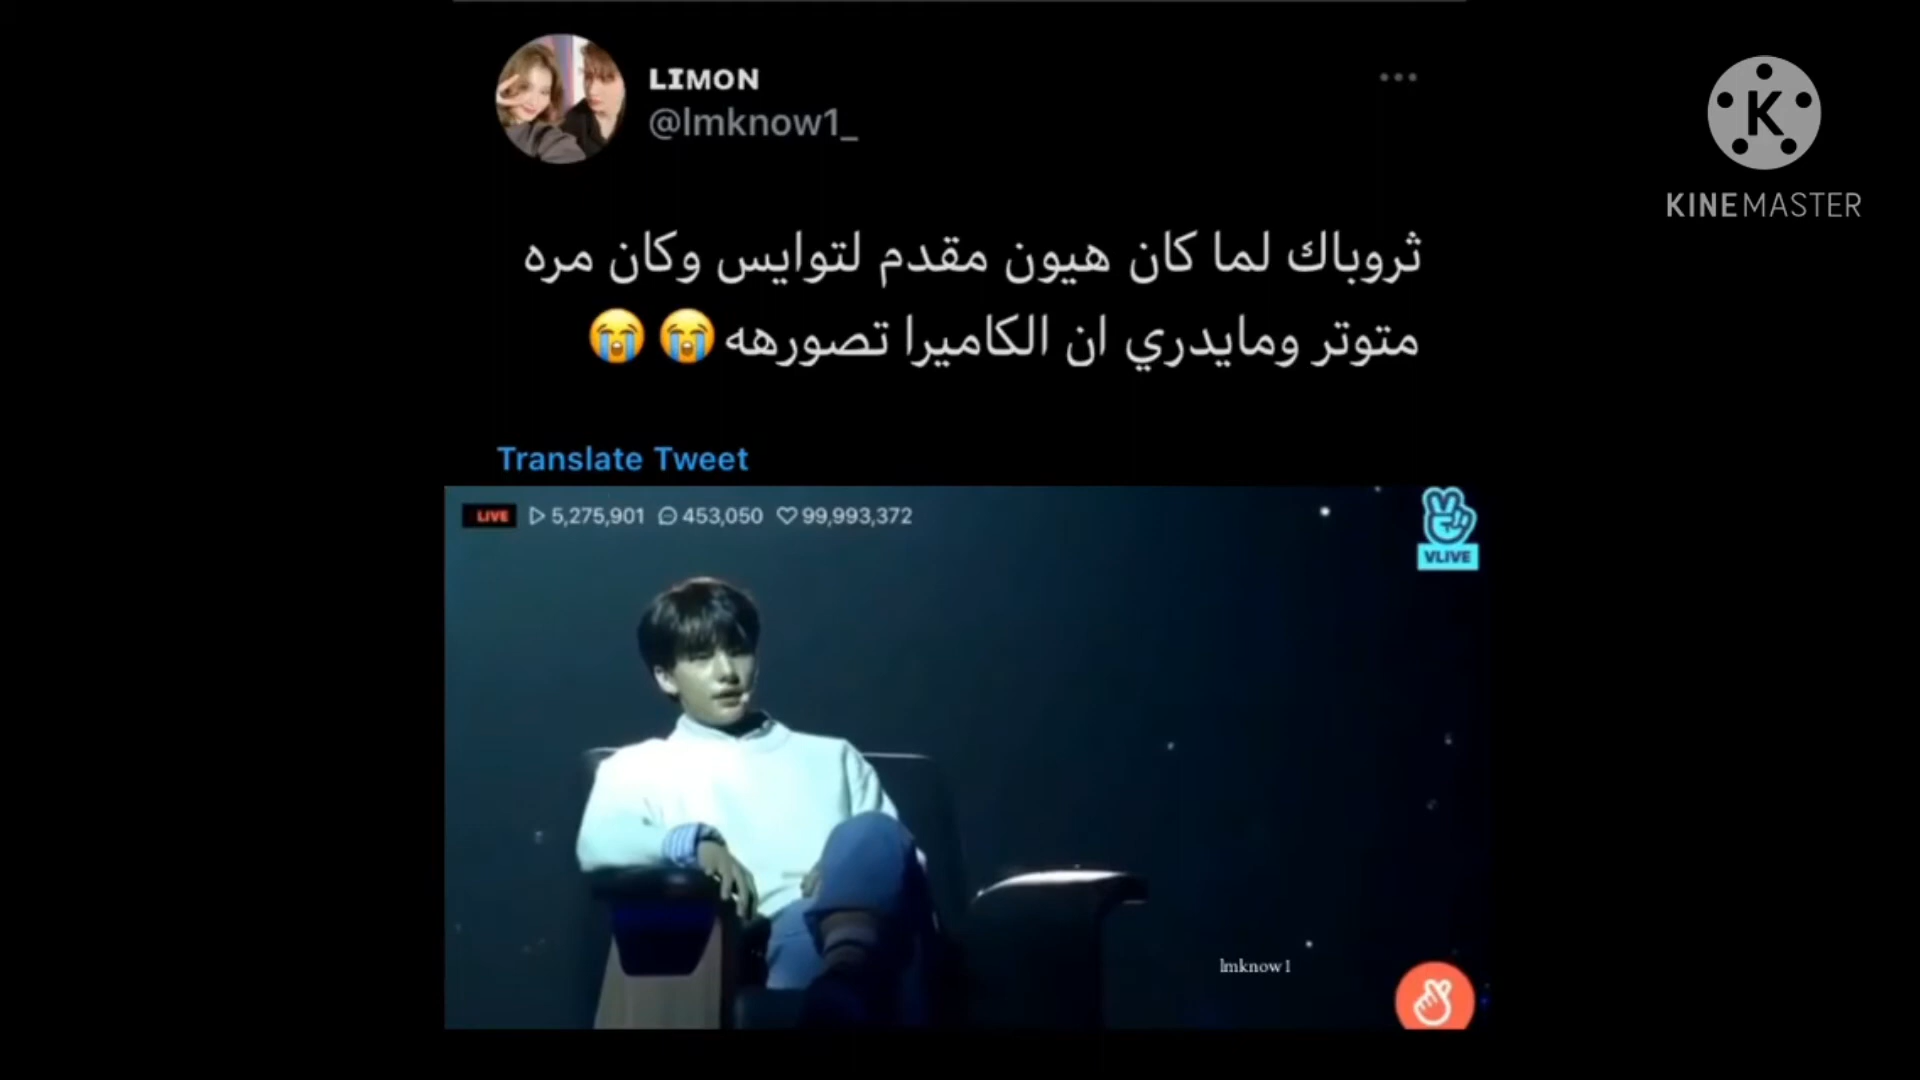 LIMON
@lmknow1_
KINEMASTER
ثروباك لما كان هيون مقدم لتوايس وكان مره
متوتر ومايدري ان الكاميرا تصورهه 😭😭
Translate Tweet
LIVE 5,275,901 453,050 99,993,372
VLIVE
lmknow1